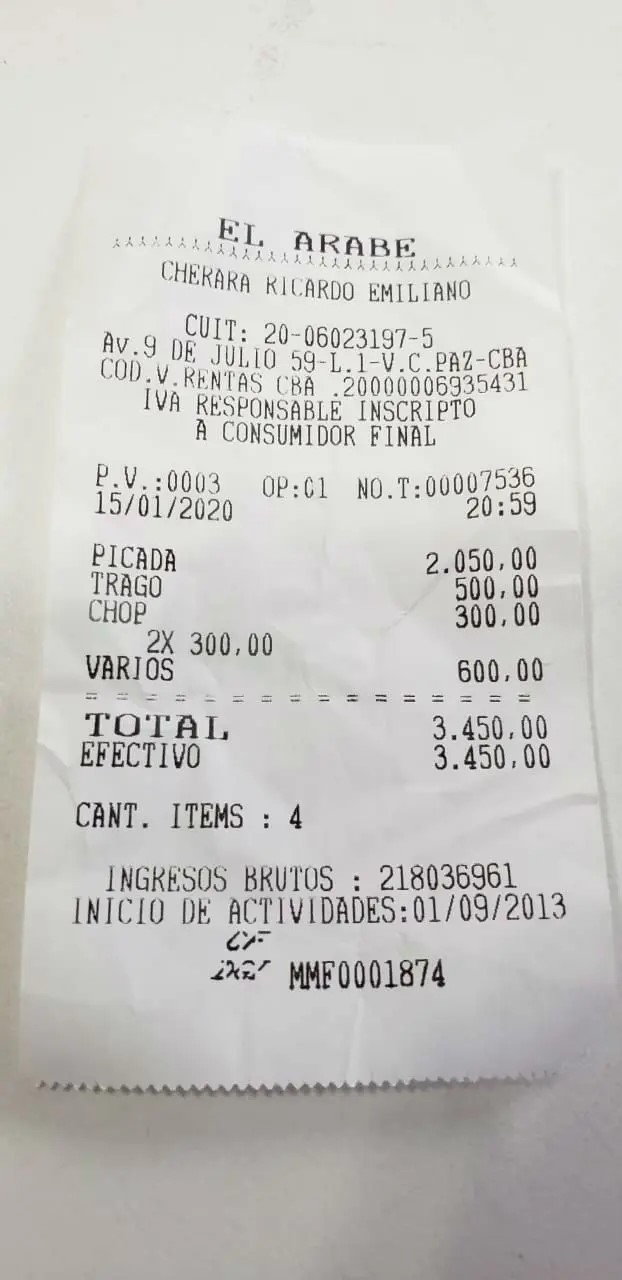 EL ARABE
CHERARA RICARDO EMILIANO
CUIT: 20-06023197-5
AV.9 DE JULIO 59-L.1-V.C.PAZ-CBA
COD.V.RENTAS CBA .20000006935431
IVA RESPONSABLE INSCRIPTO
A CONSUMIDOR FINAL
P.V.:0003 OP:01 NO.T:00007536
15/01/2020 20:59
PICADA 2.050,00
TRAGO 500,00
CHOP 300,00
2X 300,00
VARIOS 600,00
TOTAL 3.450,00
EFECTIVO 3.450,00
CANT. ITEMS : 4
INGRESOS BRUTOS : 218036961
INICIO DE ACTIVIDADES:01/09/2013
CF
MMF0001874